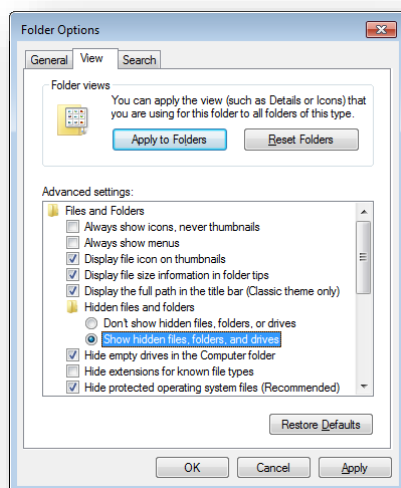 Folder Options
General View Search
Folder views
You can apply the view (such as Details or Icons) that
you are using for this folder to all folders of this type.
Apply to Folders Reset Folders
Advanced settings:
Files and Folders
Always show icons, never thumbnails
Always show menus
Display file icon on thumbnails
Display file size information in folder tips
Display the full path in the title bar (Classic theme only)
Hidden files and folders
Don't show hidden files, folders, or drives
Show hidden files, folders, and drives
Hide empty drives in the Computer folder
Hide extensions for known file types
Hide protected operating system files (Recommended)
Restore Defaults
OK Cancel Apply